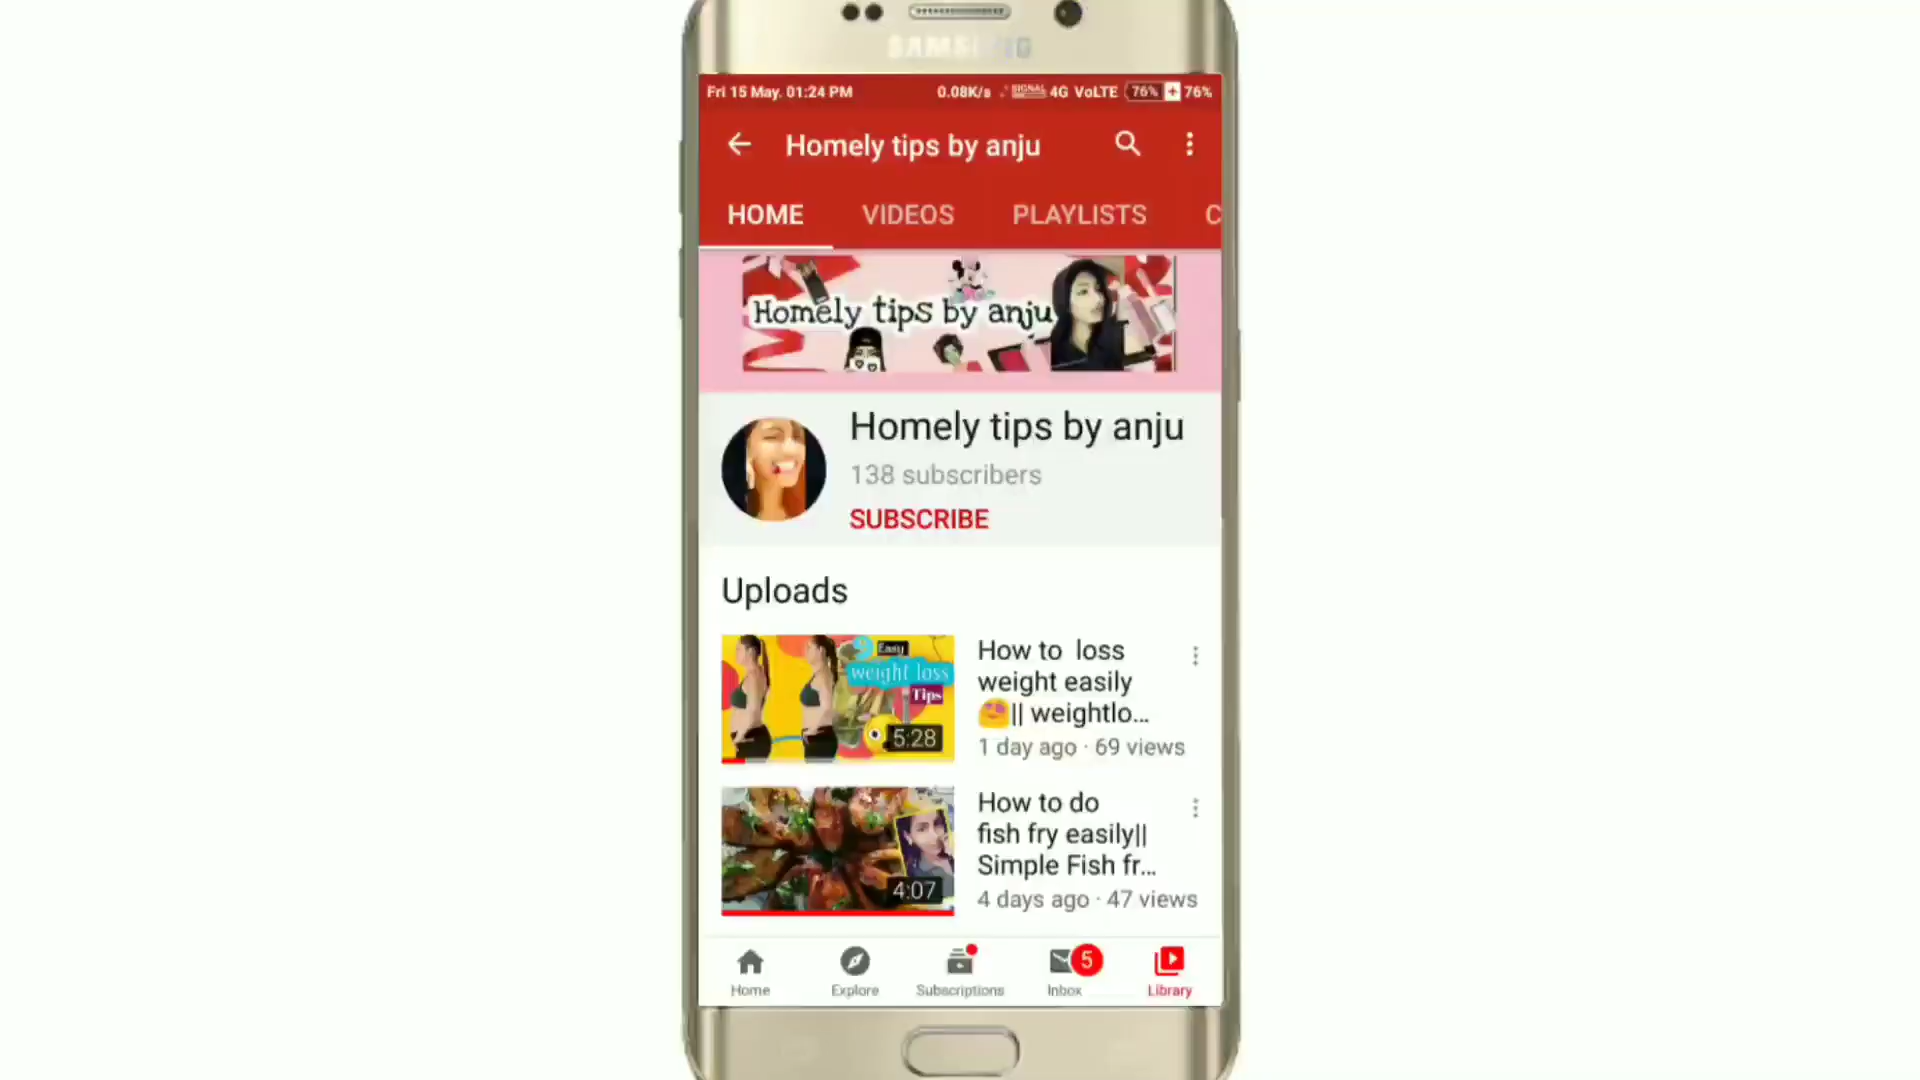 SAMSUNG
Fri 15 May. 01:24 PM 0.08K/s SIGNAL 4G VoLTE 76% 76%
Homely tips by anju
HOME VIDEOS PLAYLISTS C
Homely tips by anju
Homely tips by anju
138 subscribers
SUBSCRIBE
Uploads
Easy
weight loss
Tips
5:28
How to loss
weight easily
😍|| weightlo...
1 day ago · 69 views
4:07
How to do
fish fry easily||
Simple Fish fr...
4 days ago · 47 views
5
Home Explore Subscriptions Inbox Library